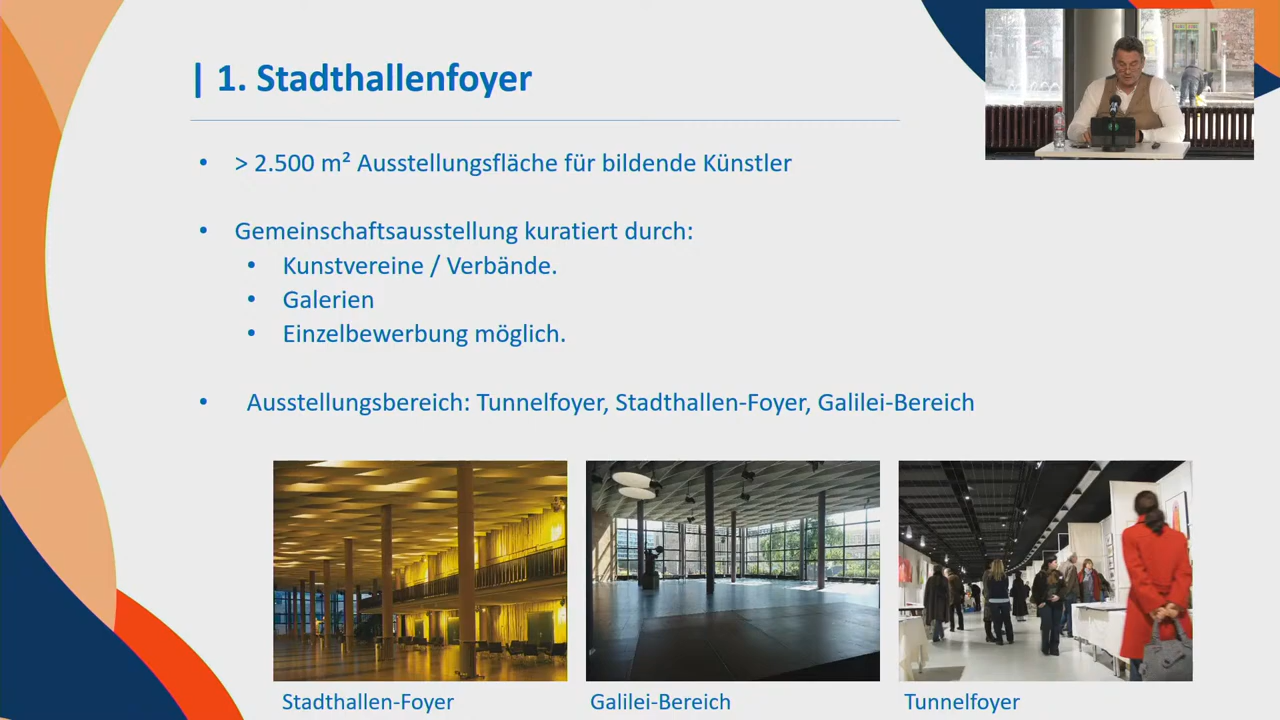 | 1. Stadthallenfoyer
• > 2.500 m² Ausstellungsfläche für bildende Künstler
• Gemeinschaftsausstellung kuratiert durch:
• Kunstvereine / Verbände.
• Galerien
• Einzelbewerbung möglich.
• Ausstellungsbereich: Tunnelfoyer, Stadthallen-Foyer, Galilei-Bereich
Stadthallen-Foyer
Galilei-Bereich
Tunnelfoyer